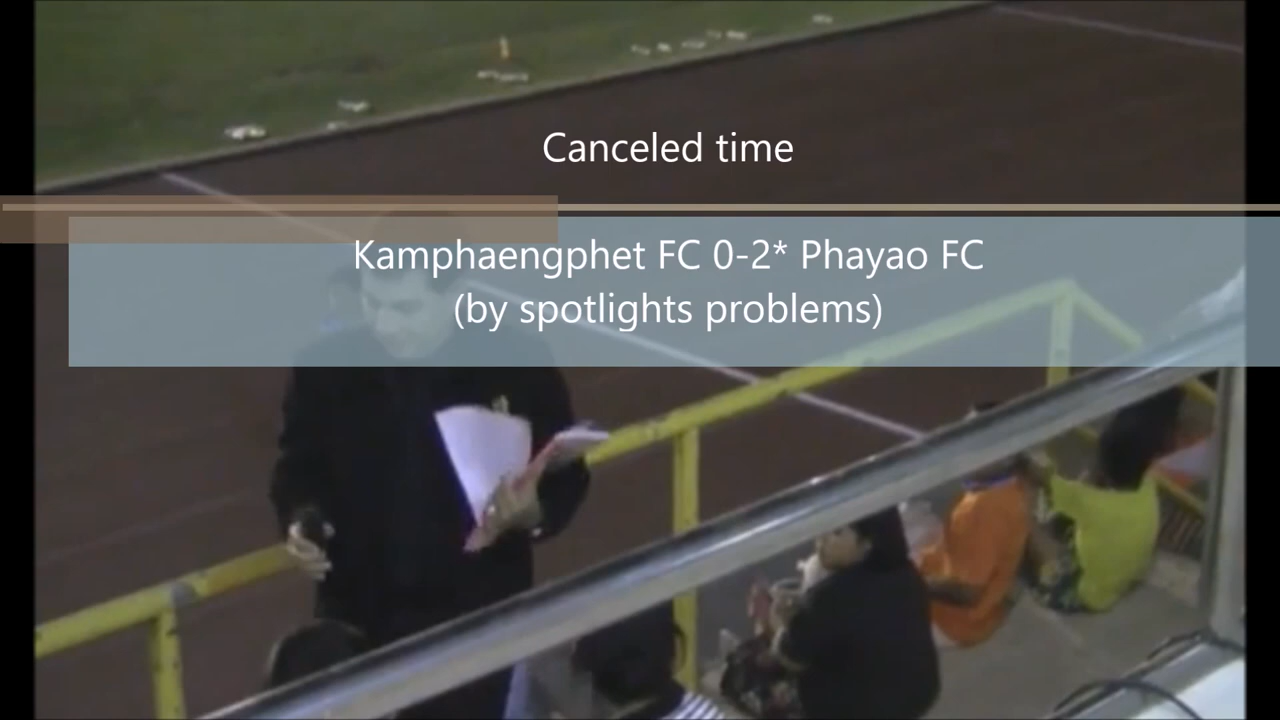 Canceled time
Kamphaengphet FC 0-2* Phayao FC
(by spotlights problems)